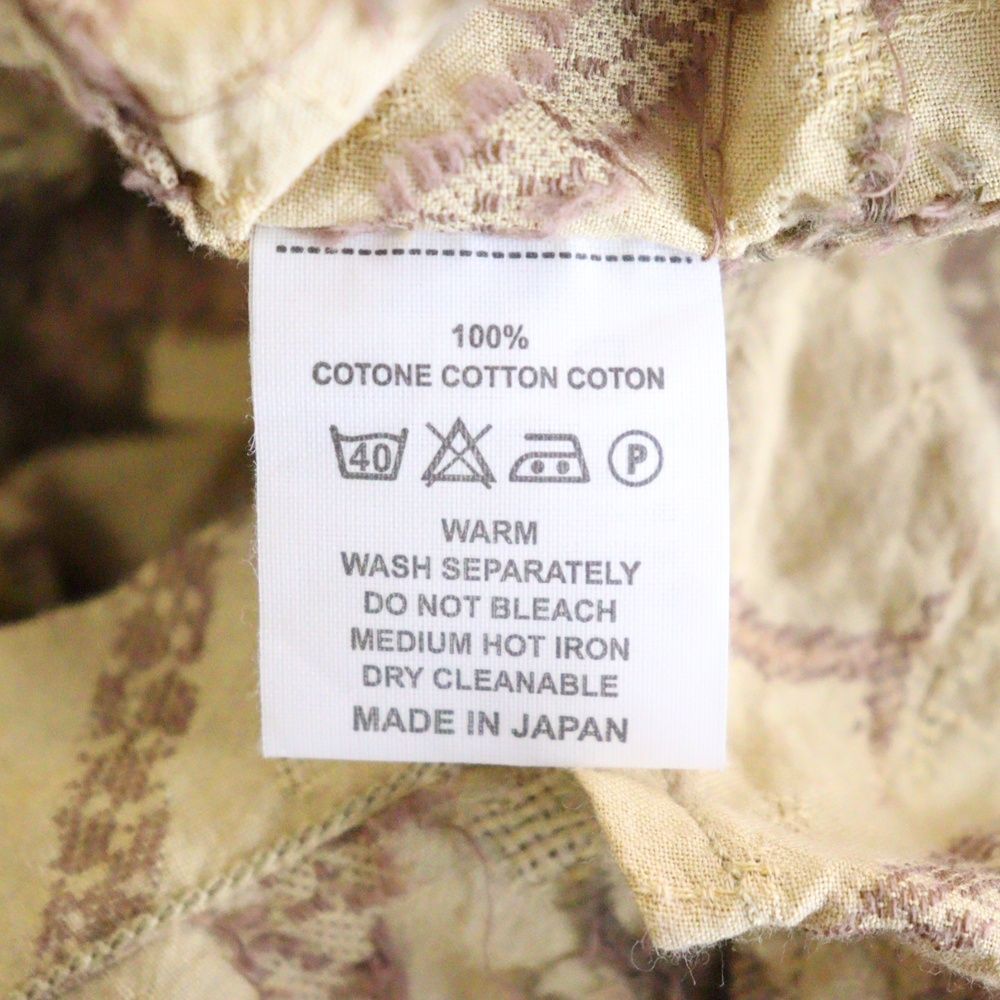 100%
COTONE COTTON COTON
40 P
WARM
WASH SEPARATELY
DO NOT BLEACH
MEDIUM HOT IRON
DRY CLEANABLE
MADE IN JAPAN